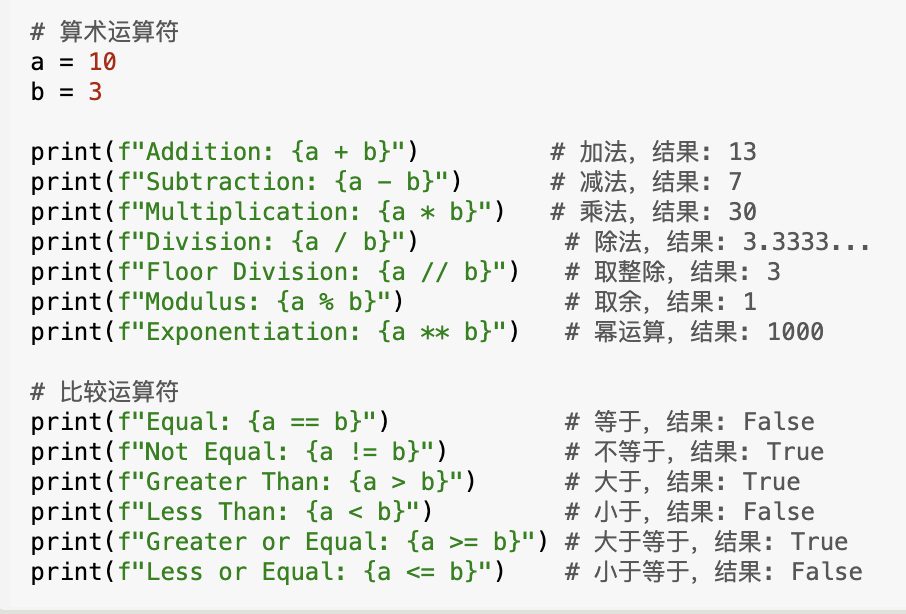 # 算术运算符
a = 10
b = 3
print(f"Addition: {a + b}")         # 加法，结果: 13
print(f"Subtraction: {a - b}")      # 减法，结果: 7
print(f"Multiplication: {a * b}")   # 乘法，结果: 30
print(f"Division: {a / b}")          # 除法，结果: 3.3333...
print(f"Floor Division: {a // b}")   # 取整除，结果: 3
print(f"Modulus: {a % b}")           # 取余，结果: 1
print(f"Exponentiation: {a ** b}")   # 幂运算，结果: 1000
# 比较运算符
print(f"Equal: {a == b}")            # 等于，结果: False
print(f"Not Equal: {a != b}")        # 不等于，结果: True
print(f"Greater Than: {a > b}")      # 大于，结果: True
print(f"Less Than: {a < b}")         # 小于，结果: False
print(f"Greater or Equal: {a >= b}") # 大于等于，结果: True
print(f"Less or Equal: {a <= b}")    # 小于等于，结果: False